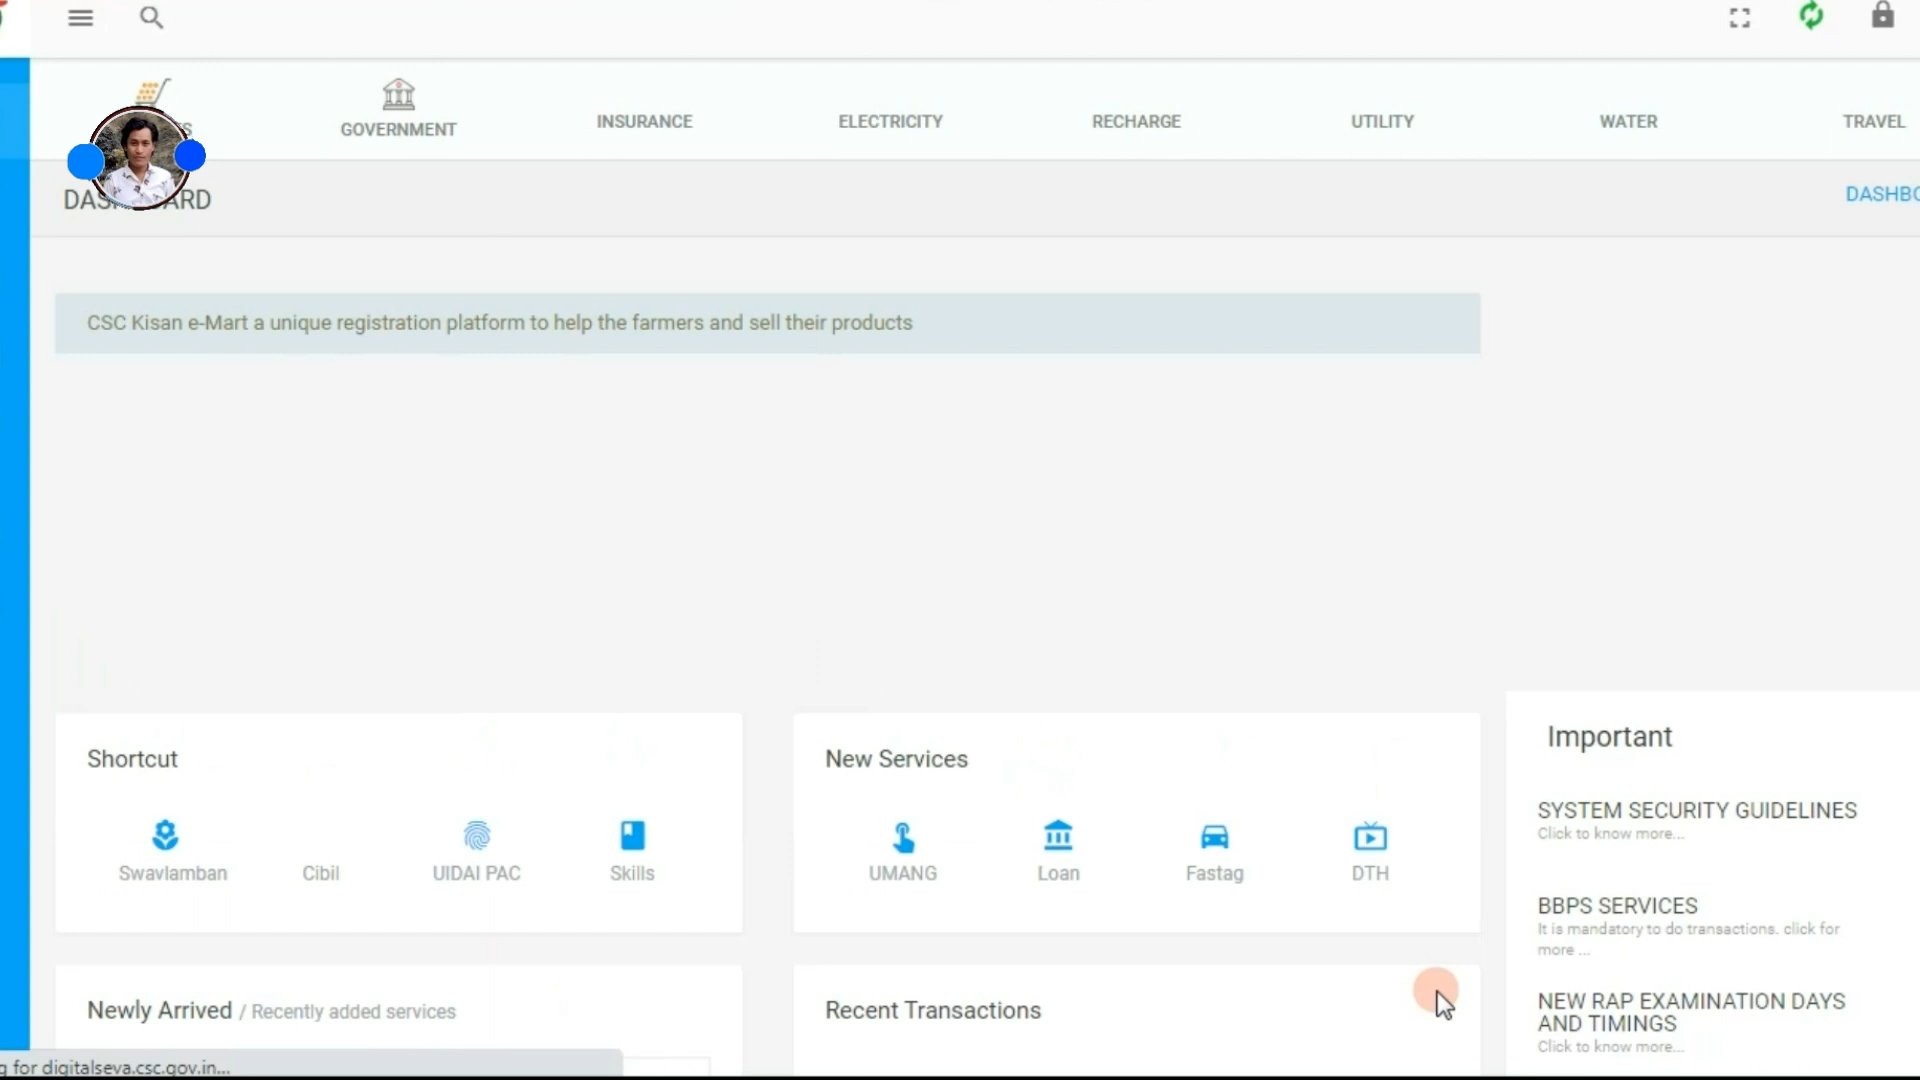 GOVERNMENT
INSURANCE
ELECTRICITY
RECHARGE
UTILITY
WATER
TRAVEL
CSC Kisan e-Mart a unique registration platform to help the farmers and sell their products
Shortcut
Swavlamban
Cibil
UIDAI PAC
Skills
New Services
UMANG
Loan
Fastag
DTH
Important
SYSTEM SECURITY GUIDELINES
Click to know more...
BBPS SERVICES
It is mandatory to do transactions. click for
more ...
NEW RAP EXAMINATION DAYS
AND TIMINGS
Click to know more...
Newly Arrived / Recently added services
Recent Transactions
g for digitalseva.csc.gov.in...